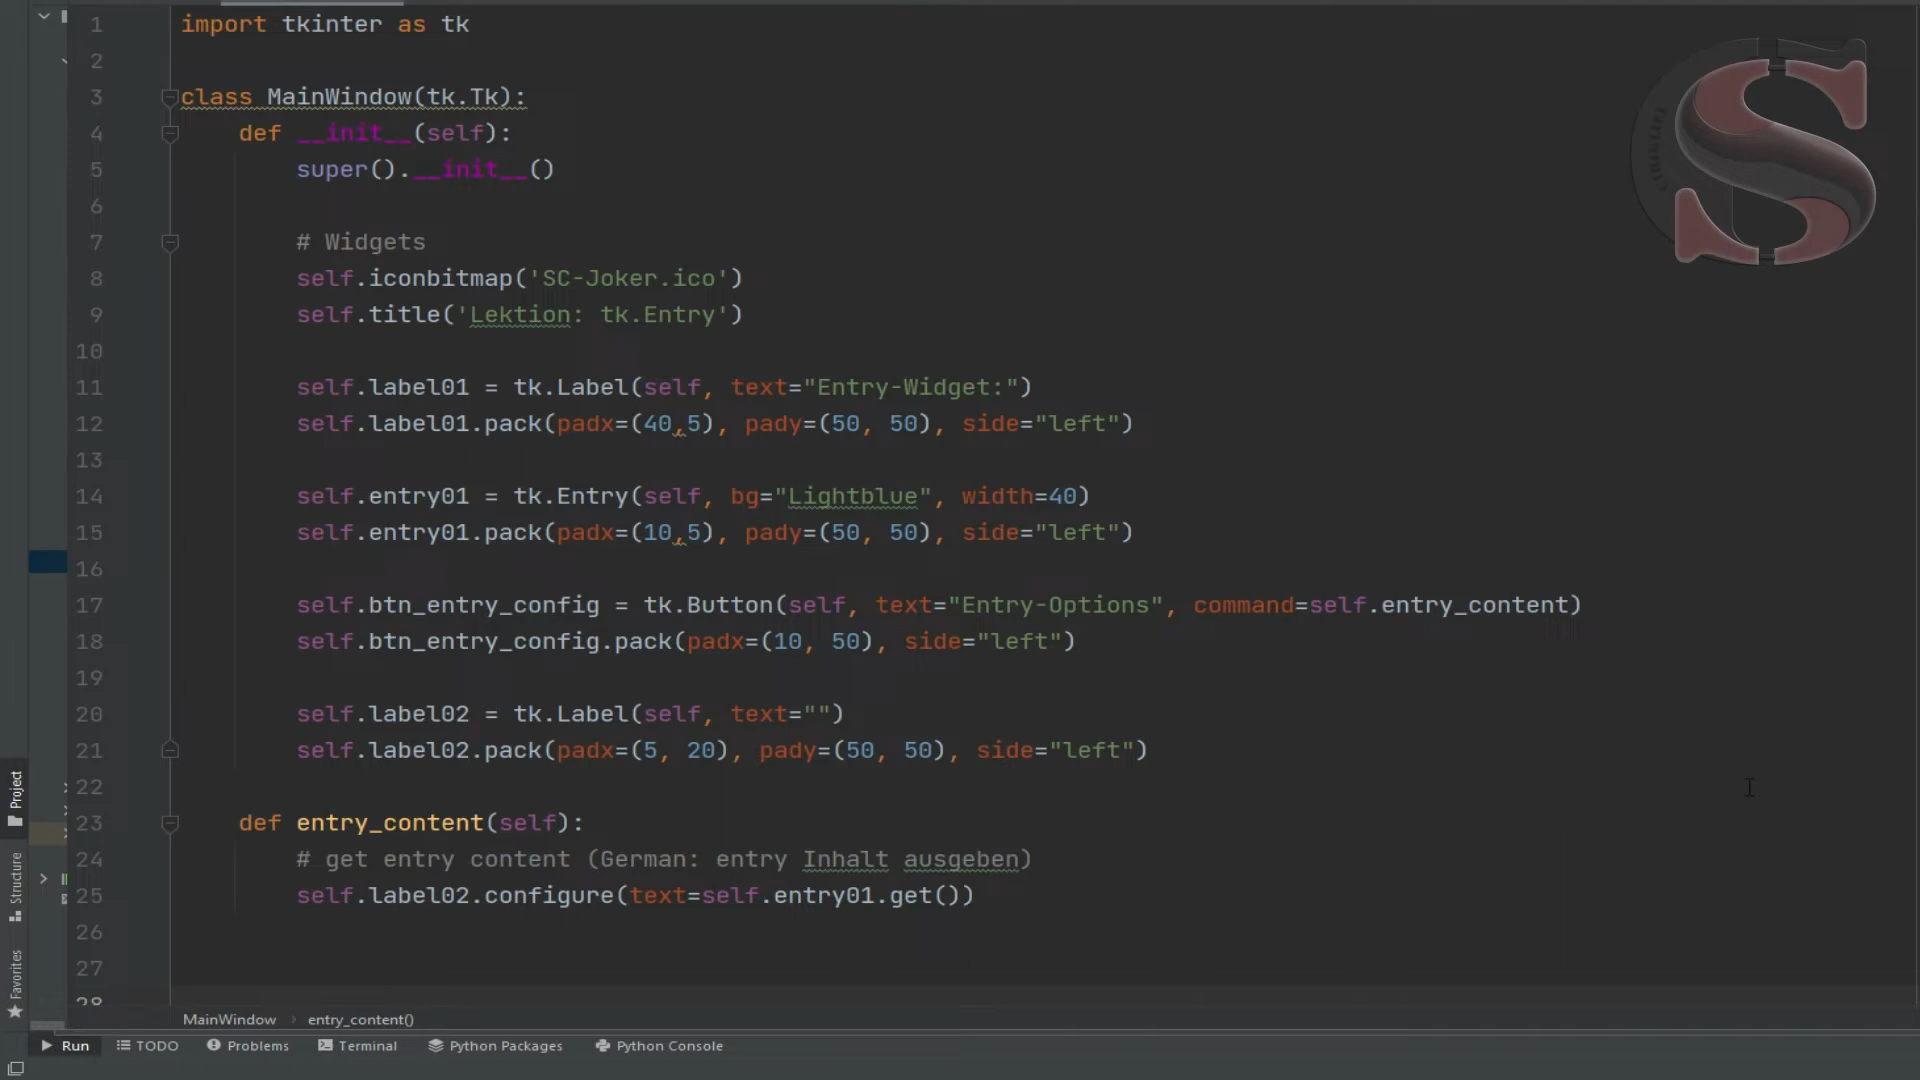 1 import tkinter as tk
2
3 class MainWindow(tk.Tk):
4     def __init__(self):
5         super().__init__()
6
7         # Widgets
8         self.iconbitmap('SC-Joker.ico')
9         self.title('Lektion: tk.Entry')
10
11         self.label01 = tk.Label(self, text="Entry-Widget:")
12         self.label01.pack(padx=(40,5), pady=(50, 50), side="left")
13
14         self.entry01 = tk.Entry(self, bg="Lightblue", width=40)
15         self.entry01.pack(padx=(10,5), pady=(50, 50), side="left")
16
17         self.btn_entry_config = tk.Button(self, text="Entry-Options", command=self.entry_content)
18         self.btn_entry_config.pack(padx=(10, 50), side="left")
19
20         self.label02 = tk.Label(self, text="")
21         self.label02.pack(padx=(5, 20), pady=(50, 50), side="left")
22
23     def entry_content(self):
24         # get entry content (German: entry Inhalt ausgeben)
25         self.label02.configure(text=self.entry01.get())
26
27
28
Project
Structure
Favorites
MainWindow › entry_content()
Run TODO Problems Terminal Python Packages Python Console
S